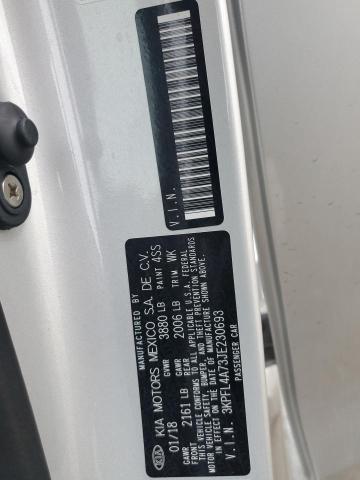 V.I.N.
KIA KIA MOTORS MEXICO S.A. DE C.V.
01/18 GVWR 3880 LB PAINT 4SS
GAWR FRONT 2161 LB GAWR REAR 2006 LB TRIM WK
THIS VEHICLE CONFORMS TO ALL APPLICABLE U.S.A. FEDERAL
MOTOR VEHICLE SAFETY, BUMPER, AND THEFT PREVENTION STANDARDS
IN EFFECT ON THE DATE OF MANUFACTURE SHOWN ABOVE.
V.I.N. 3KPFL4A73JE230693
PASSENGER CAR